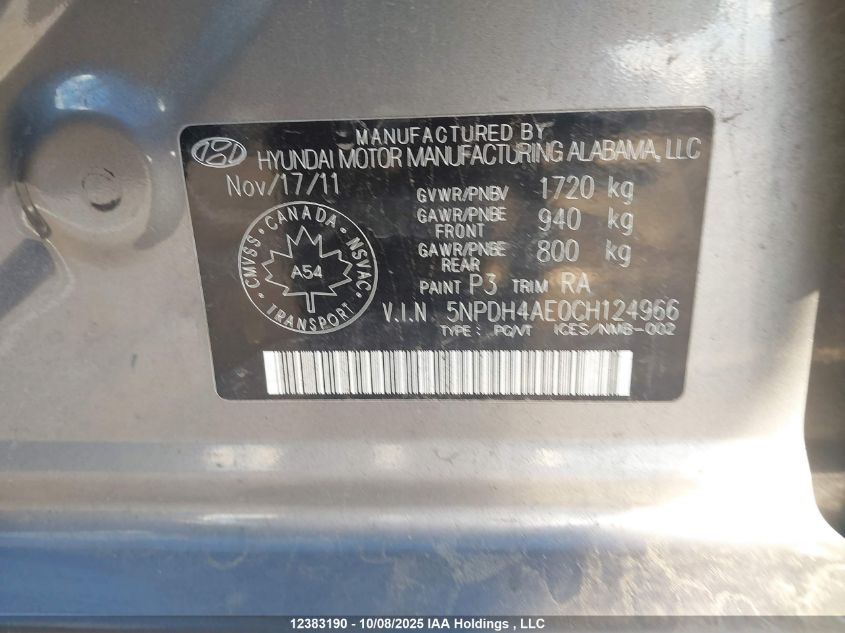 MANUFACTURED BY
HYUNDAI MOTOR MANUFACTURING ALABAMA, LLC
Nov/17/11
GVWR/PNBV 1720 kg
GAWR/PNBE FRONT 940 kg
GAWR/PNBE REAR 800 kg
PAINT P3 TRIM RA
V.I.N 5NPDH4AE0CH124966
TYPE : PC/VT ICES/NMB-002
CANADA
CMVSS NSVAC
A54
TRANSPORT
12383190 - 10/08/2025 IAA Holdings , LLC